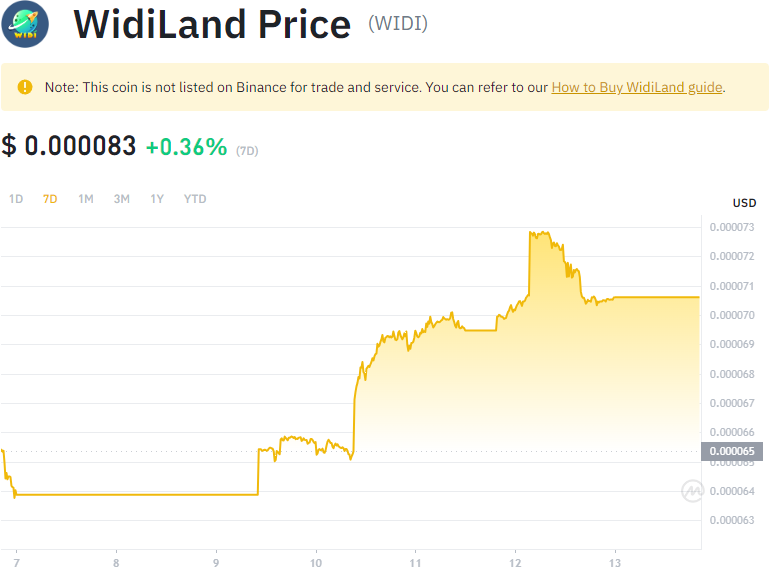 WIDI
WidiLand Price (WIDI)
Note: This coin is not listed on Binance for trade and service. You can refer to our How to Buy WidiLand guide.
$ 0.000083 +0.36% (7D)
1D 7D 1M 3M 1Y YTD
USD
0.000073
0.000072
0.000071
0.000070
0.000069
0.000068
0.000067
0.000066
0.000065
0.000065
0.000064
0.000063
7 8 9 10 11 12 13